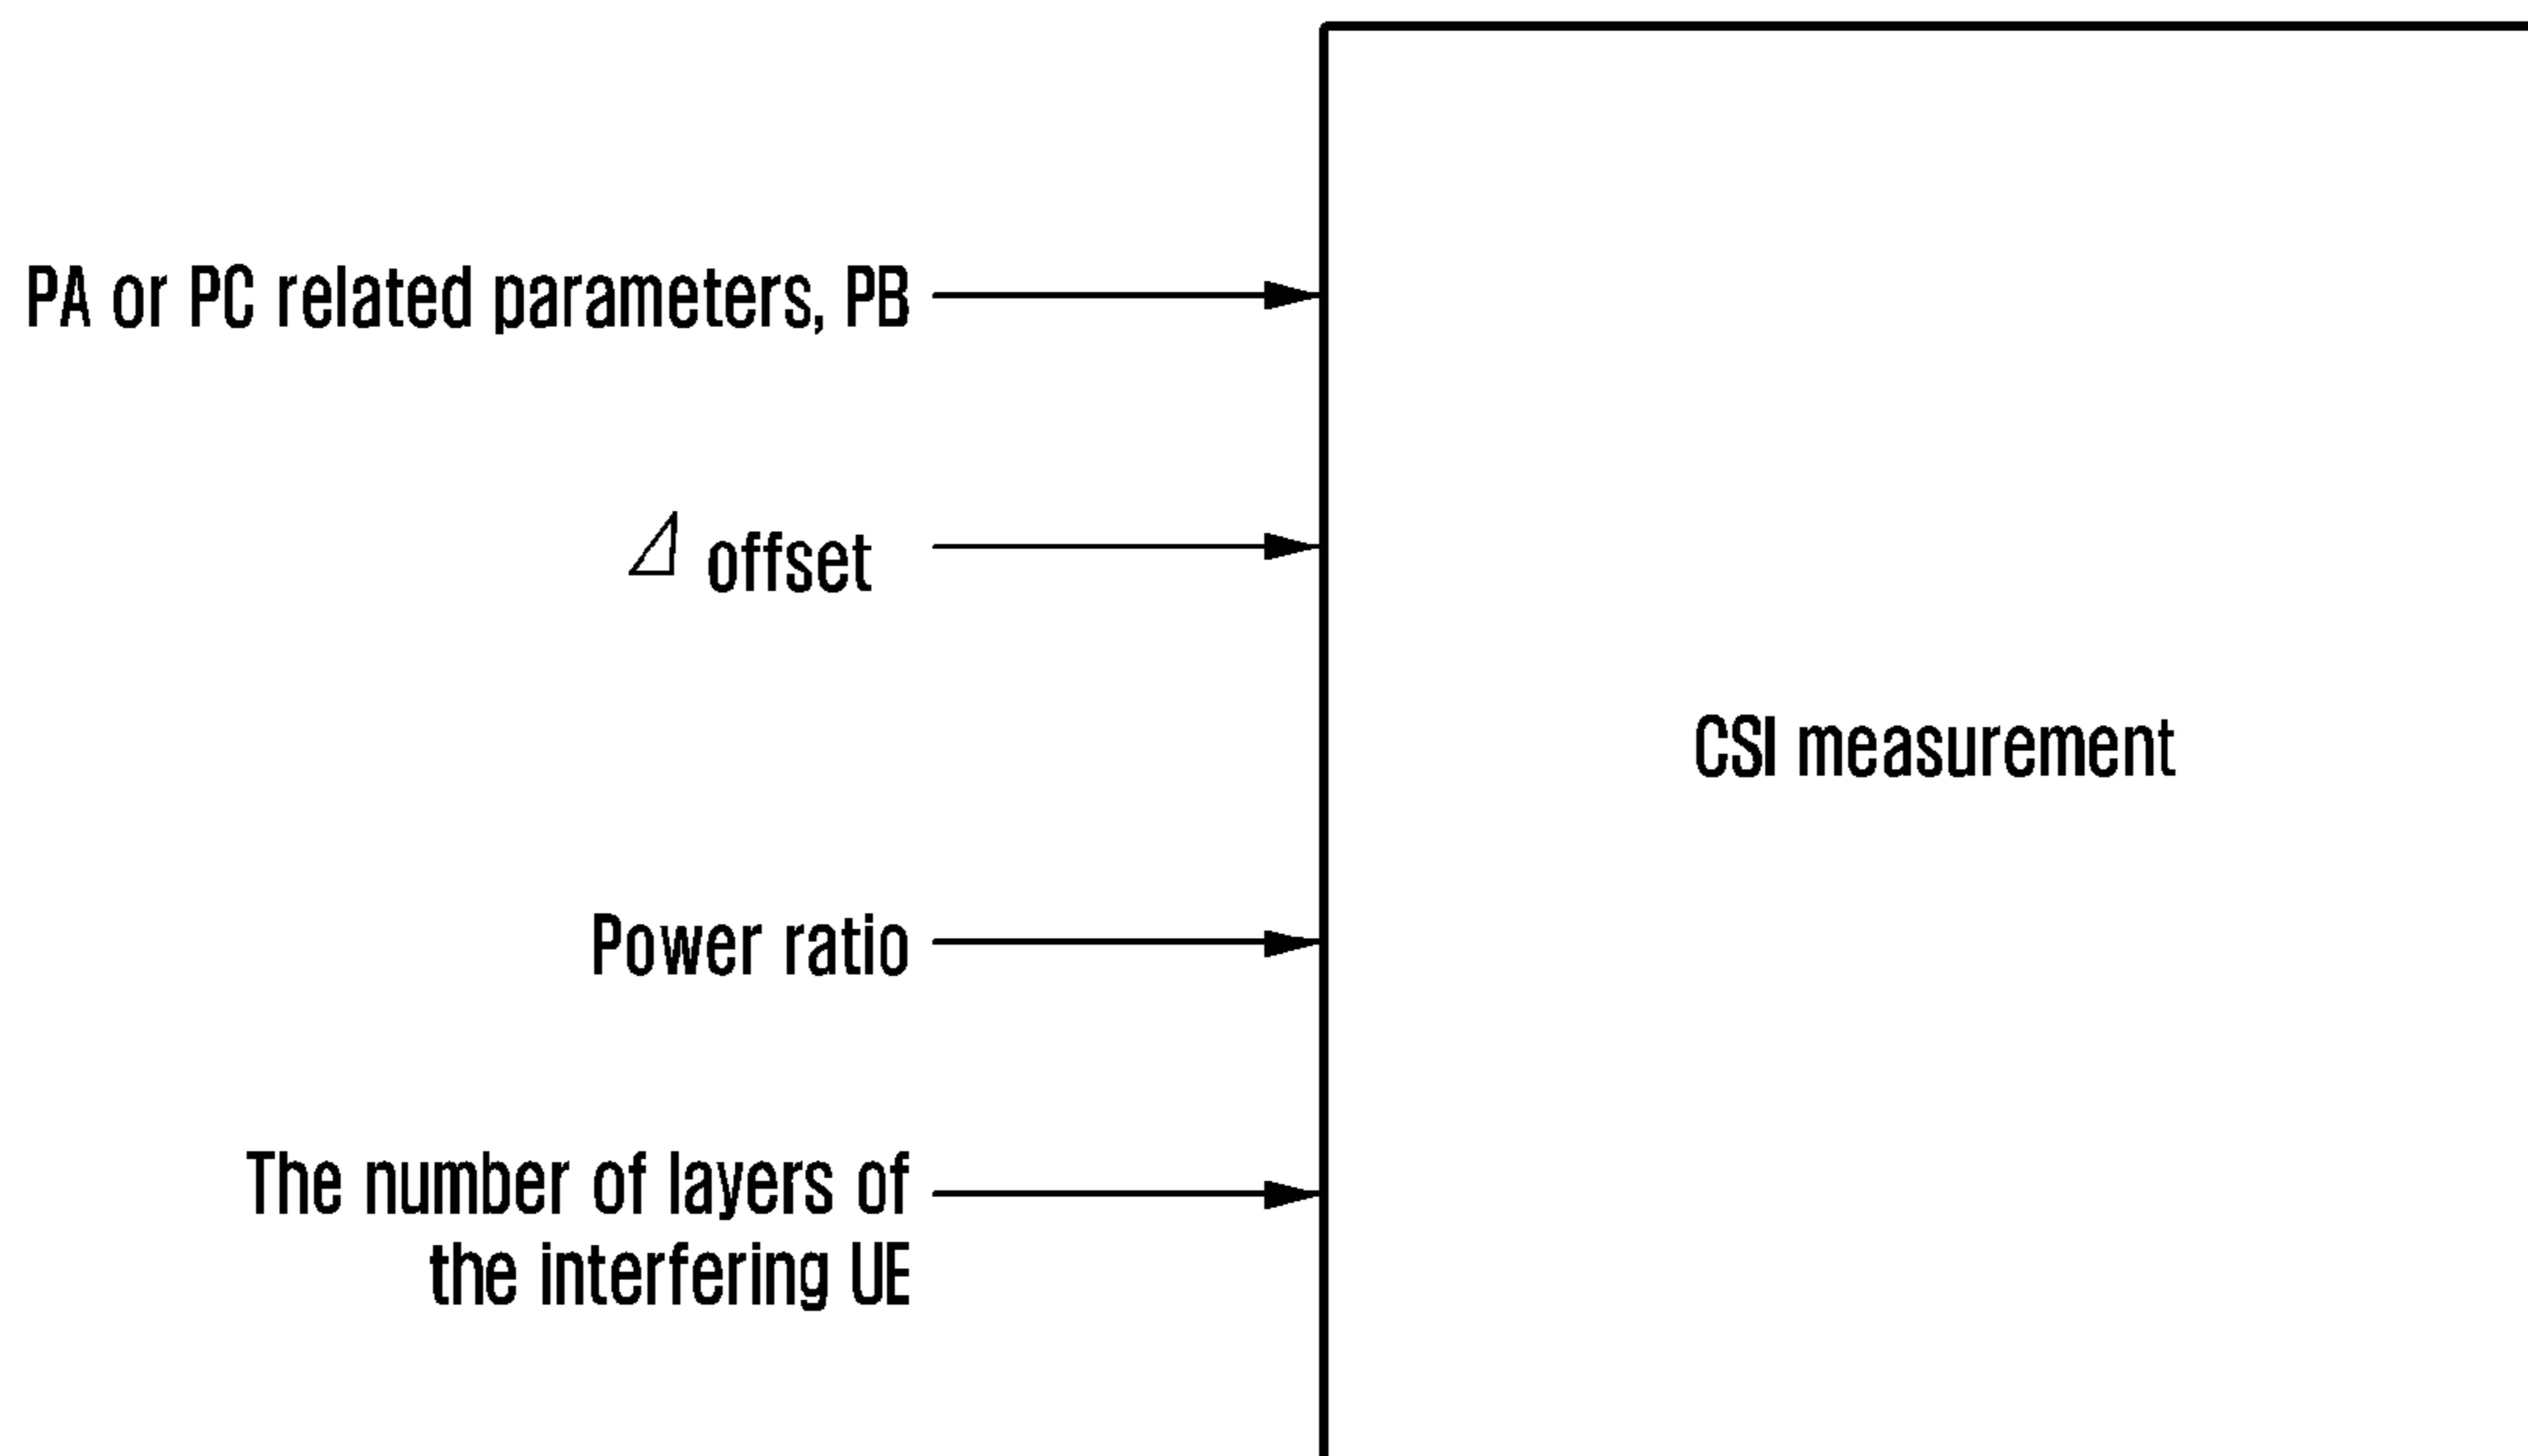 PA or PC related parameters, PB
⊿ offset
CSI measurement
Power ratio
The number of layers of
the interfering UE